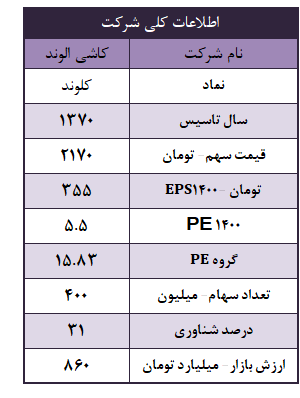 اطلاعات کلی شرکت
نام شرکت کاشی الوند
نماد کلوند
سال تاسیس ۱۳۷۰
قیمت سهم- تومان ۲۱۷۰
تومان -EPS۱۴۰۰ ۳۵۵
PE ۱۴۰۰ ۵.۵
گروه PE ۱۵.۸۳
تعداد سهام- میلیون ۴۰۰
درصد شناوری ۳۱
ارزش بازار- میلیارد تومان ۸۶۰